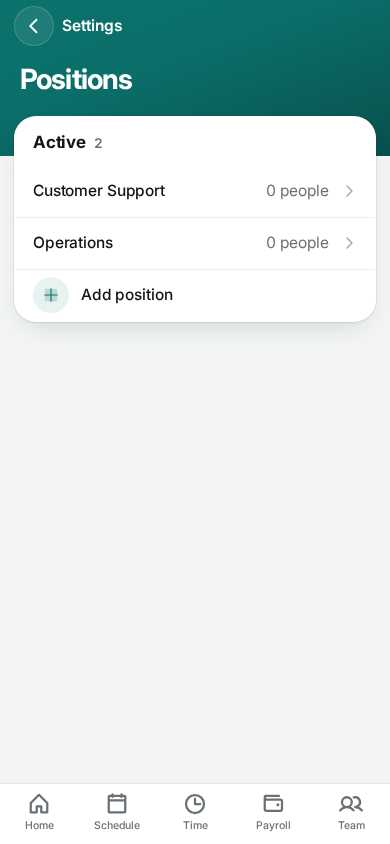 Settings
Positions
Active 2
Customer Support 0 people
Operations 0 people
Add position
Home Schedule Time Payroll Team